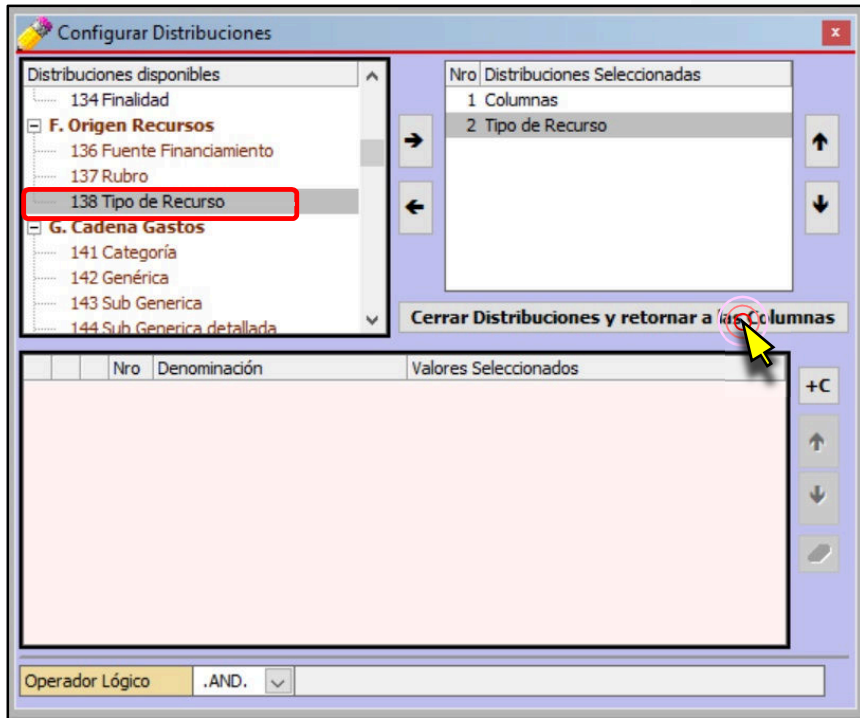 Configurar Distribuciones
x
Distribuciones disponibles
134 Finalidad
F. Origen Recursos
136 Fuente Financiamiento
137 Rubro
138 Tipo de Recurso
G. Cadena Gastos
141 Categoría
142 Genérica
143 Sub Generica
144 Sub Generica detallada
Nro Distribuciones Seleccionadas
1 Columnas
2 Tipo de Recurso
Cerrar Distribuciones y retornar a las Columnas
Nro Denominación Valores Seleccionados
+C
Operador Lógico .AND.